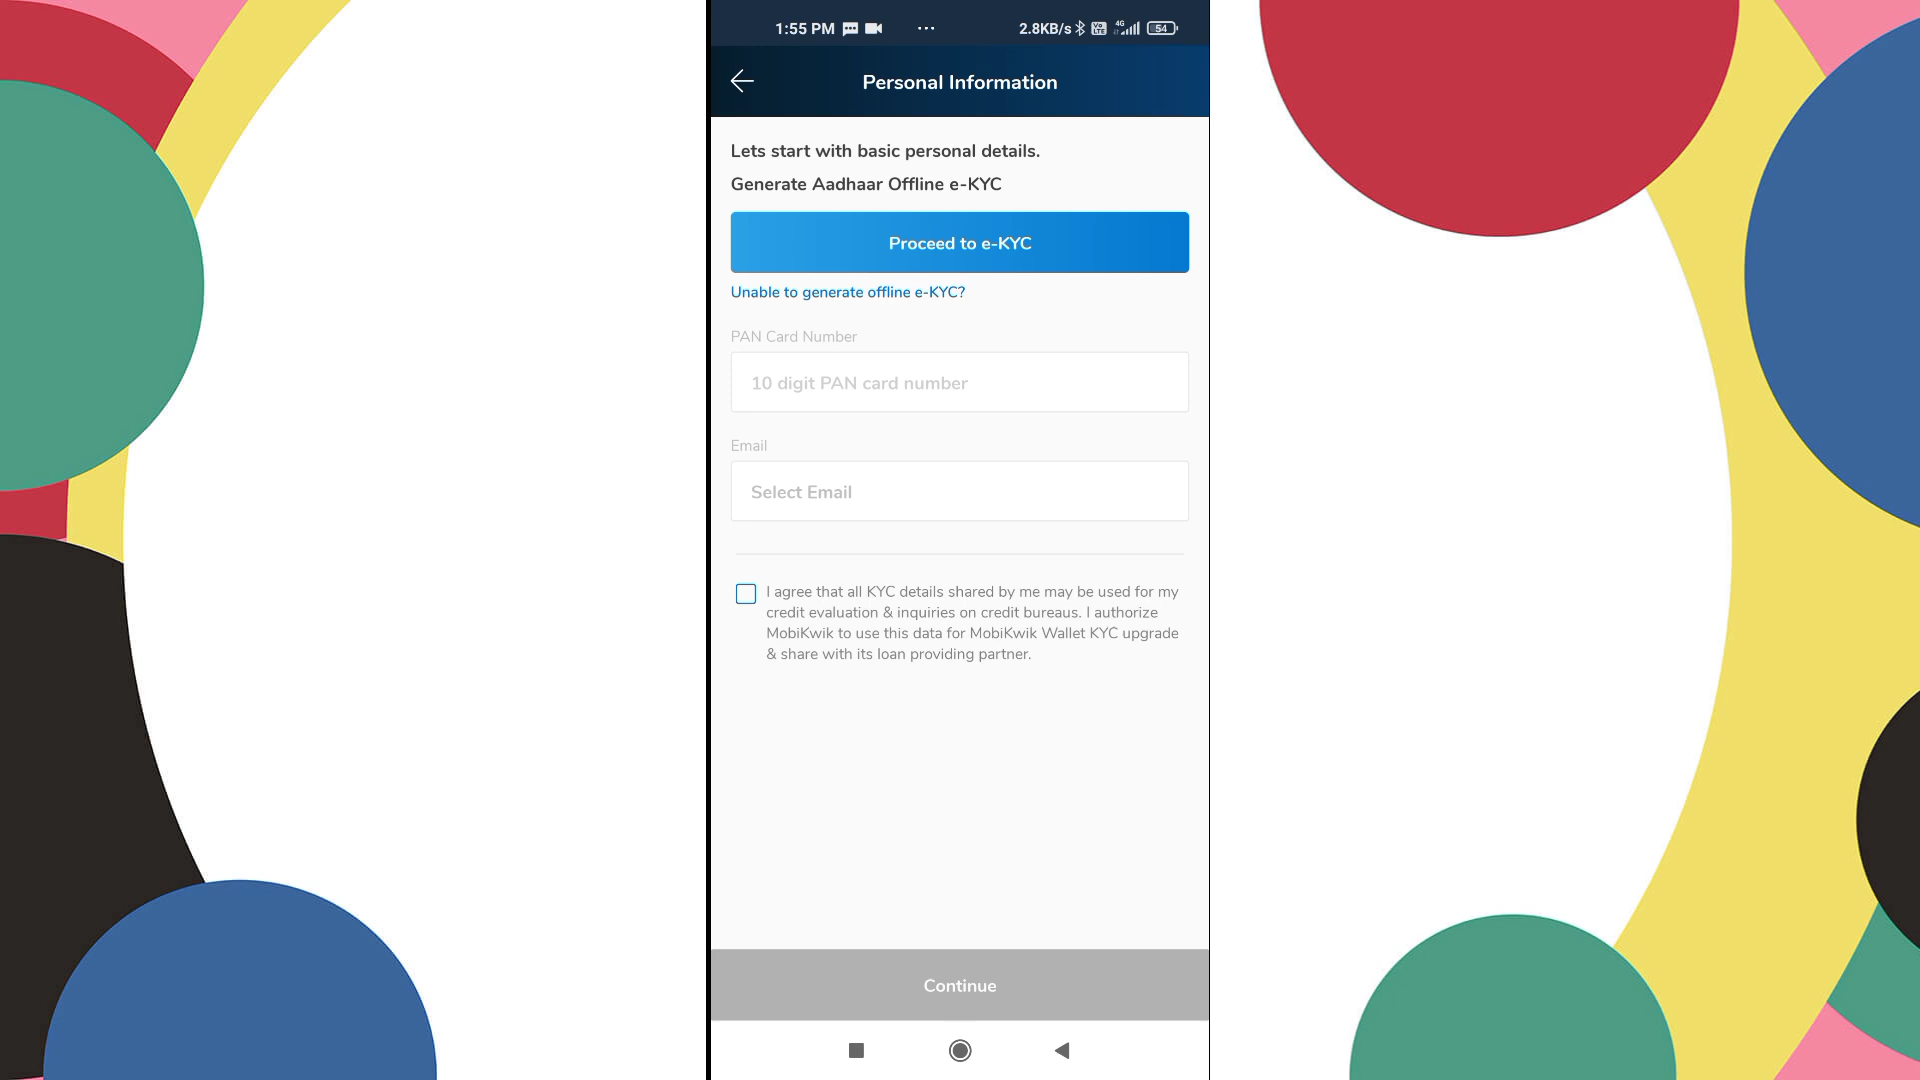 1:55 PM ... 2.8KB/s Vo LTE 4G 54
Personal Information
Lets start with basic personal details.
Generate Aadhaar Offline e-KYC
Proceed to e-KYC
Unable to generate offline e-KYC?
PAN Card Number
10 digit PAN card number
Email
Select Email
I agree that all KYC details shared by me may be used for my
credit evaluation & inquiries on credit bureaus. I authorize
MobiKwik to use this data for MobiKwik Wallet KYC upgrade
& share with its loan providing partner.
Continue